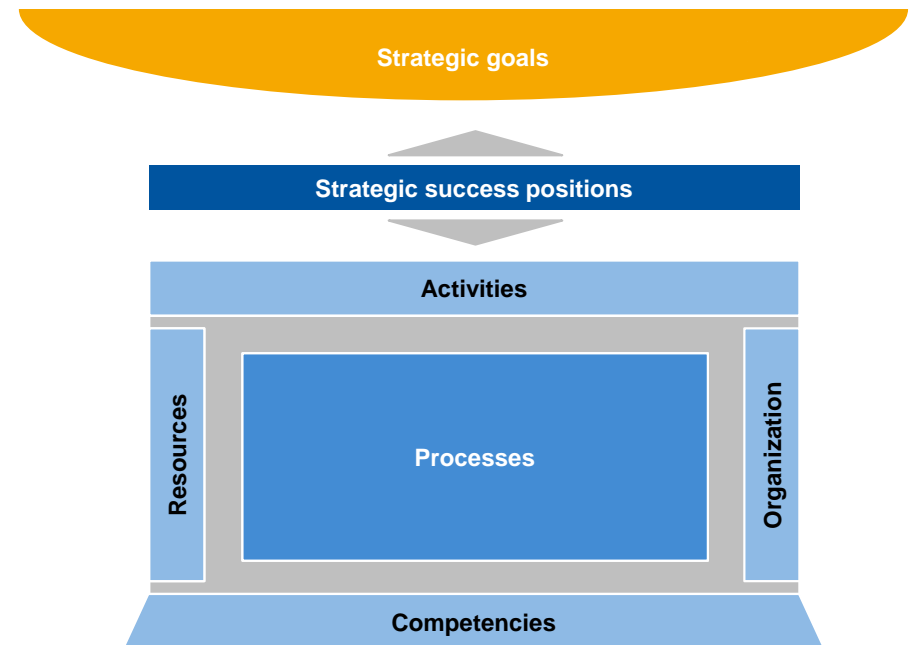 Strategic goals
Strategic success positions
Activities
Resources
Processes
Organization
Competencies